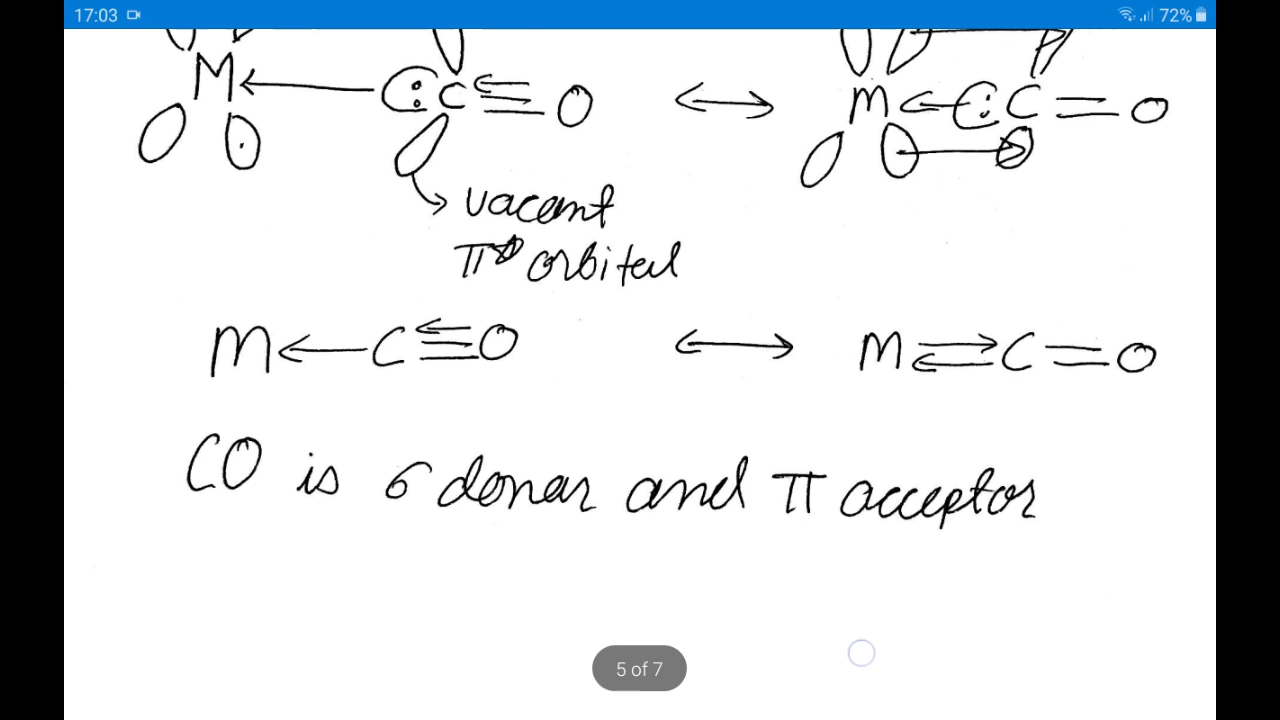 17:03 72%
M ← :C≡O ↔ M ← :C=O
vacant
π* orbital
M ← C≡O ↔ M ⇄ C=O
CO is σ donar and π acceptor
5 of 7